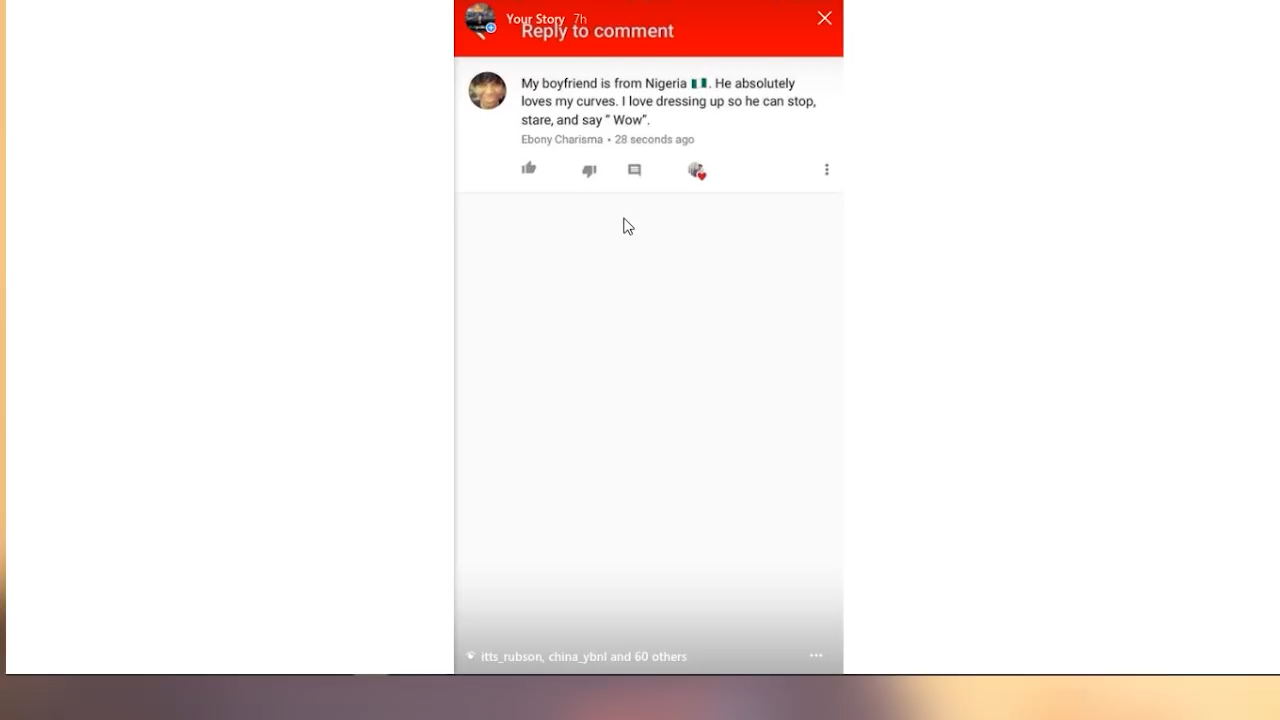 Your Story 7h
Reply to comment
My boyfriend is from Nigeria 🇳🇬. He absolutely
loves my curves. I love dressing up so he can stop,
stare, and say " Wow".
Ebony Charisma • 28 seconds ago
itts_rubson, china_ybnl and 60 others